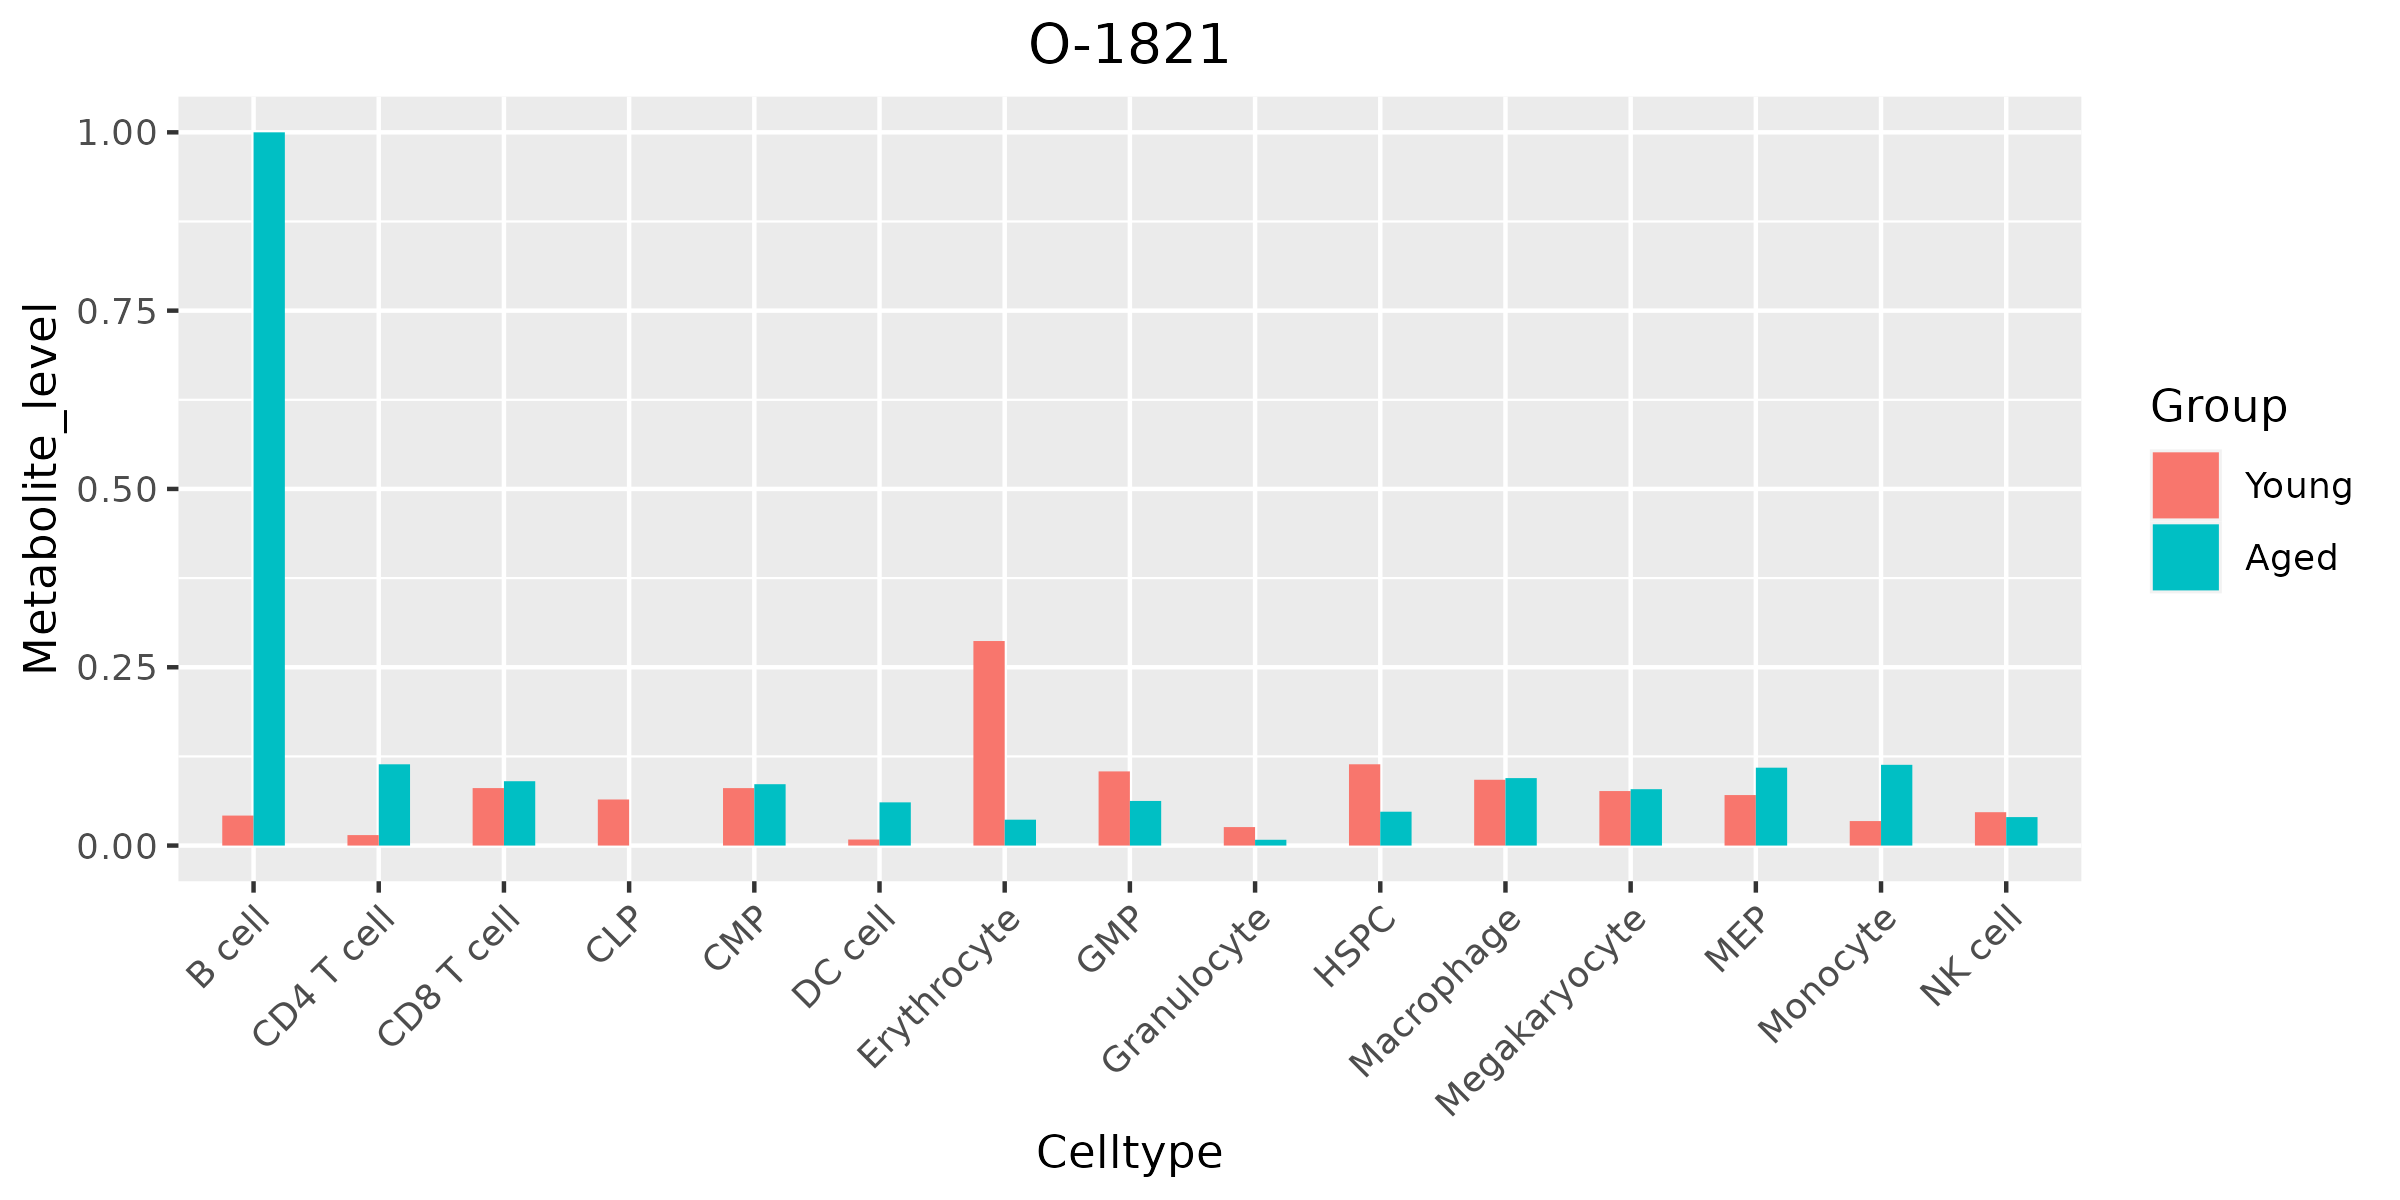 O-1821
Metabolite_level
1.00
0.75
0.50
0.25
0.00
B cell
CD4 T cell
CD8 T cell
CLP
CMP
DC cell
Erythrocyte
GMP
Granulocyte
HSPC
Macrophage
Megakaryocyte
MEP
Monocyte
NK cell
Celltype
Group
Young
Aged